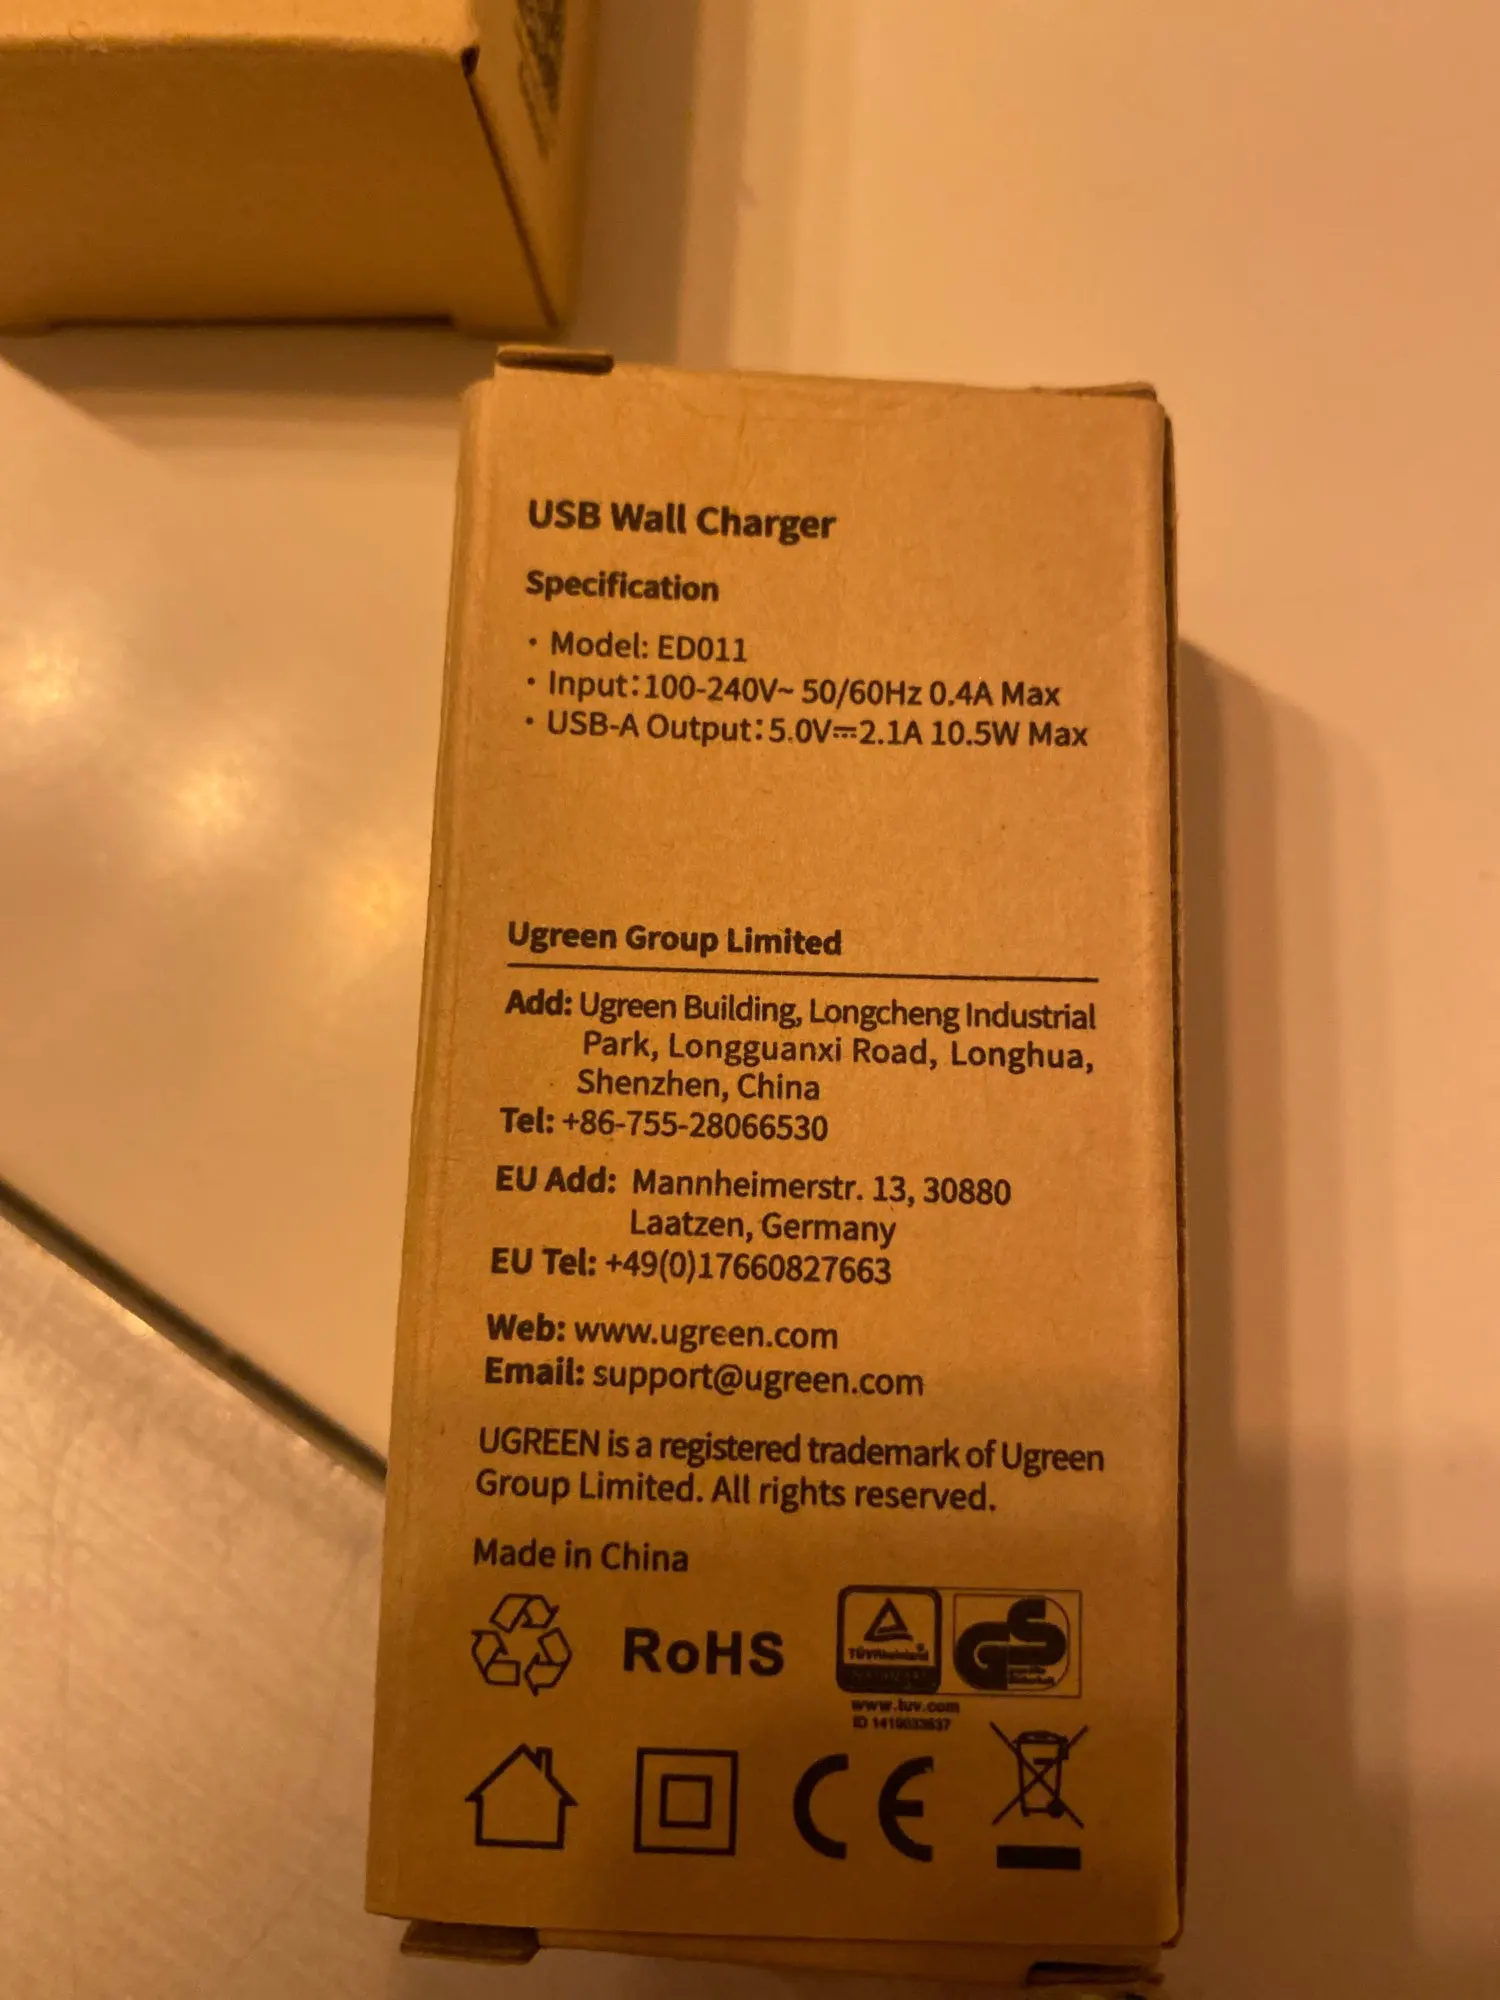 USB Wall Charger
Specification
· Model: ED011
· Input:100-240V~ 50/60Hz 0.4A Max
· USB-A Output:5.0V⎓2.1A 10.5W Max
Ugreen Group Limited
Add: Ugreen Building, Longcheng Industrial
Park, Longguanxi Road, Longhua,
Shenzhen, China
Tel: +86-755-28066530
EU Add: Mannheimerstr. 13, 30880
Laatzen, Germany
EU Tel: +49(0)17660827663
Web: www.ugreen.com
Email: support@ugreen.com
UGREEN is a registered trademark of Ugreen
Group Limited. All rights reserved.
Made in China
RoHS
TÜVRheinland
GS
www.tuv.com
ID
CE